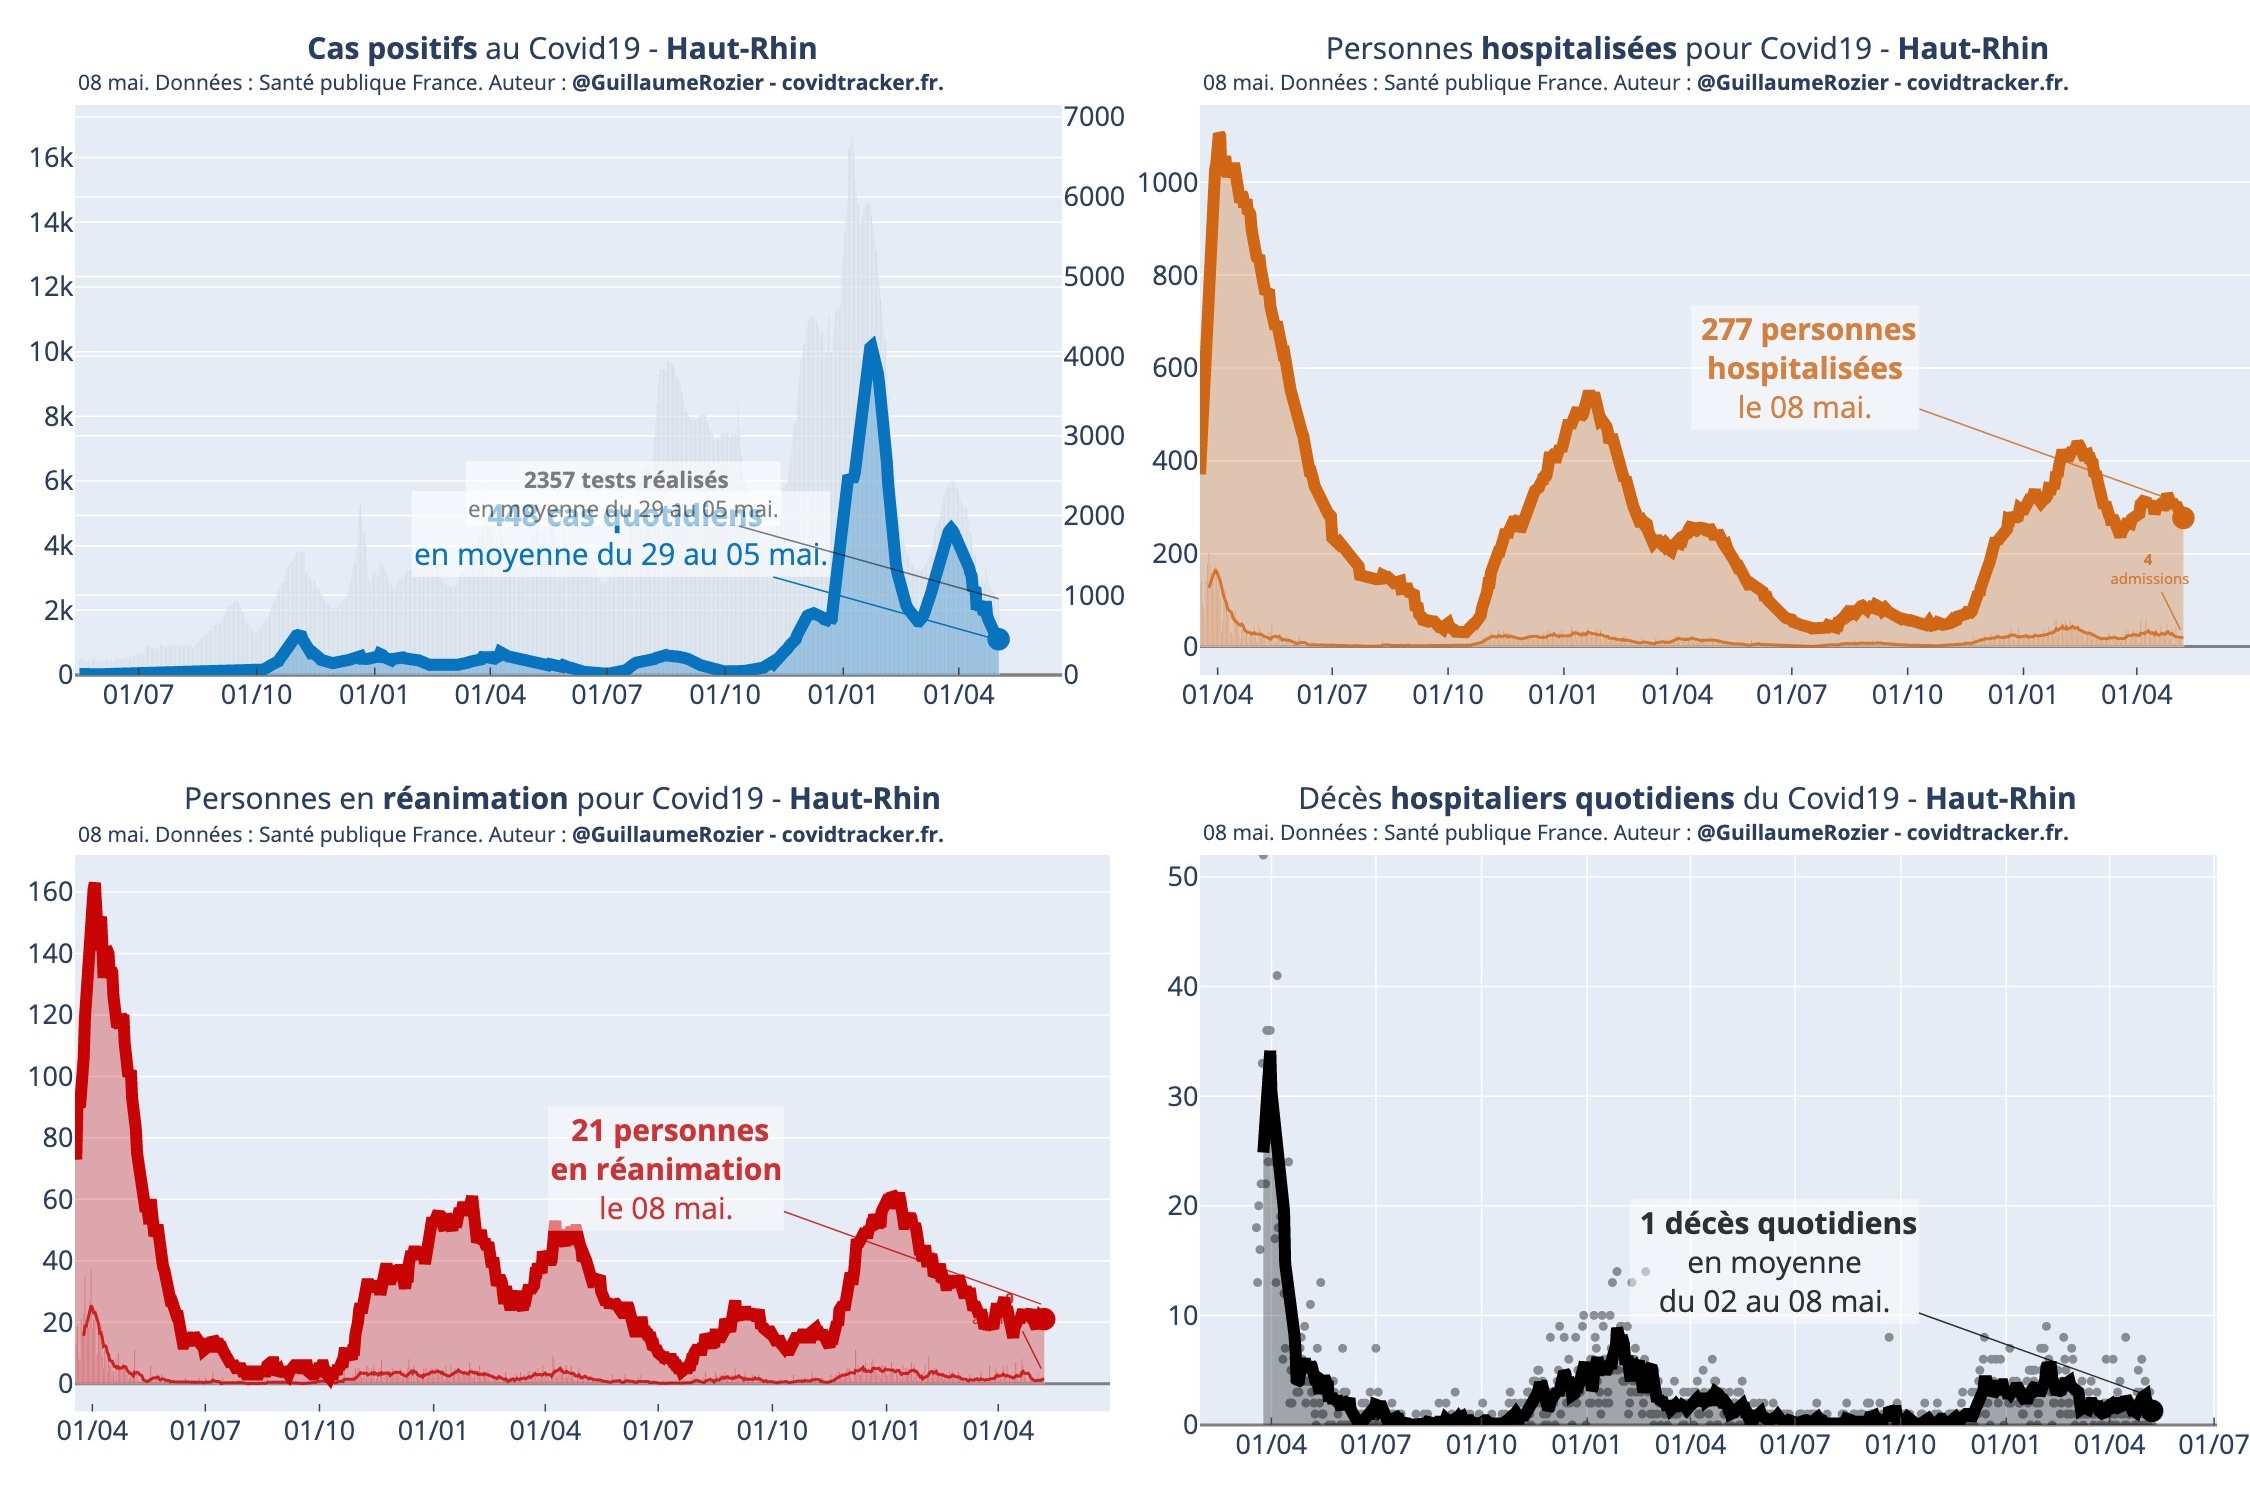 Cas positifs au Covid19 - Haut-Rhin
08 mai. Données : Santé publique France. Auteur : @GuillaumeRozier - covidtracker.fr.
7000
16k
6000
14k
5000
12k
10k
4000
8k
3000
6k
2357 tests réalisés
en moyenne du 29 au 05 mai.
448 cas quotidiens
2000
en moyenne du 29 au 05 mai.
4k
1000
2k
0
0
01/07 01/10 01/01 01/04 01/07 01/10 01/01 01/04
Personnes hospitalisées pour Covid19 - Haut-Rhin
08 mai. Données : Santé publique France. Auteur : @GuillaumeRozier - covidtracker.fr.
1000
800
277 personnes
hospitalisées
le 08 mai.
600
400
200
4
admissions
0
01/04 01/07 01/10 01/01 01/04 01/07 01/10 01/01 01/04
Personnes en réanimation pour Covid19 - Haut-Rhin
08 mai. Données : Santé publique France. Auteur : @GuillaumeRozier - covidtracker.fr.
160
140
120
100
80
21 personnes
en réanimation
le 08 mai.
60
40
20
0
01/04 01/07 01/10 01/01 01/04 01/07 01/10 01/01 01/04
Décès hospitaliers quotidiens du Covid19 - Haut-Rhin
08 mai. Données : Santé publique France. Auteur : @GuillaumeRozier - covidtracker.fr.
50
40
30
20
1 décès quotidiens
en moyenne
du 02 au 08 mai.
10
0
01/04 01/07 01/10 01/01 01/04 01/07 01/10 01/01 01/04 01/07